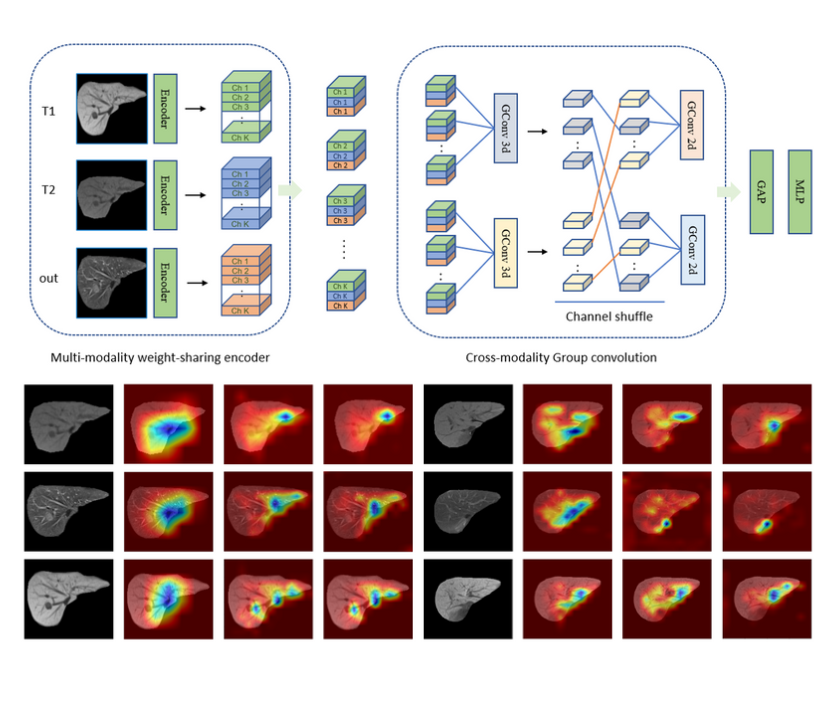 T1
Encoder
Ch 1
Ch 2
Ch 3
Ch K
T2
Encoder
Ch 1
Ch 2
Ch 3
Ch K
out
Encoder
Ch 1
Ch 2
Ch 3
Ch K
Multi-modality weight-sharing encoder
Ch 1
Ch 1
Ch 1
Ch 2
Ch 2
Ch 2
Ch 3
Ch 3
Ch 3
Ch K
Ch K
Ch K
GConv 3d
GConv 3d
GConv 2d
GConv 2d
Channel shuffle
Cross-modality Group convolution
GAP
MLP